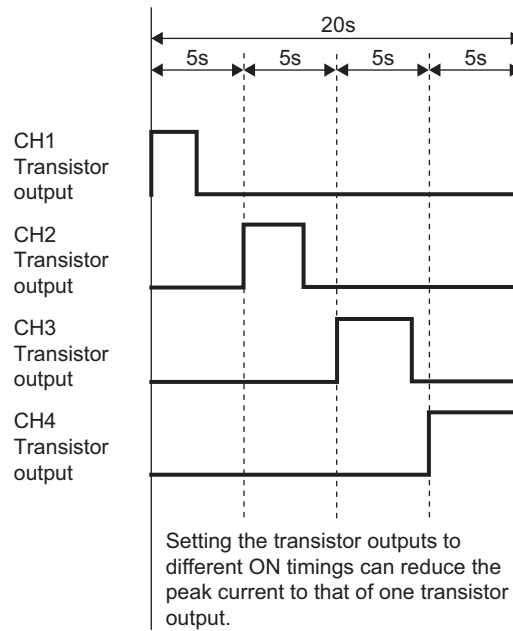 20s
5s 5s 5s 5s
CH1
Transistor
output
CH2
Transistor
output
CH3
Transistor
output
CH4
Transistor
output
Setting the transistor outputs to
different ON timings can reduce the
peak current to that of one transistor
output.